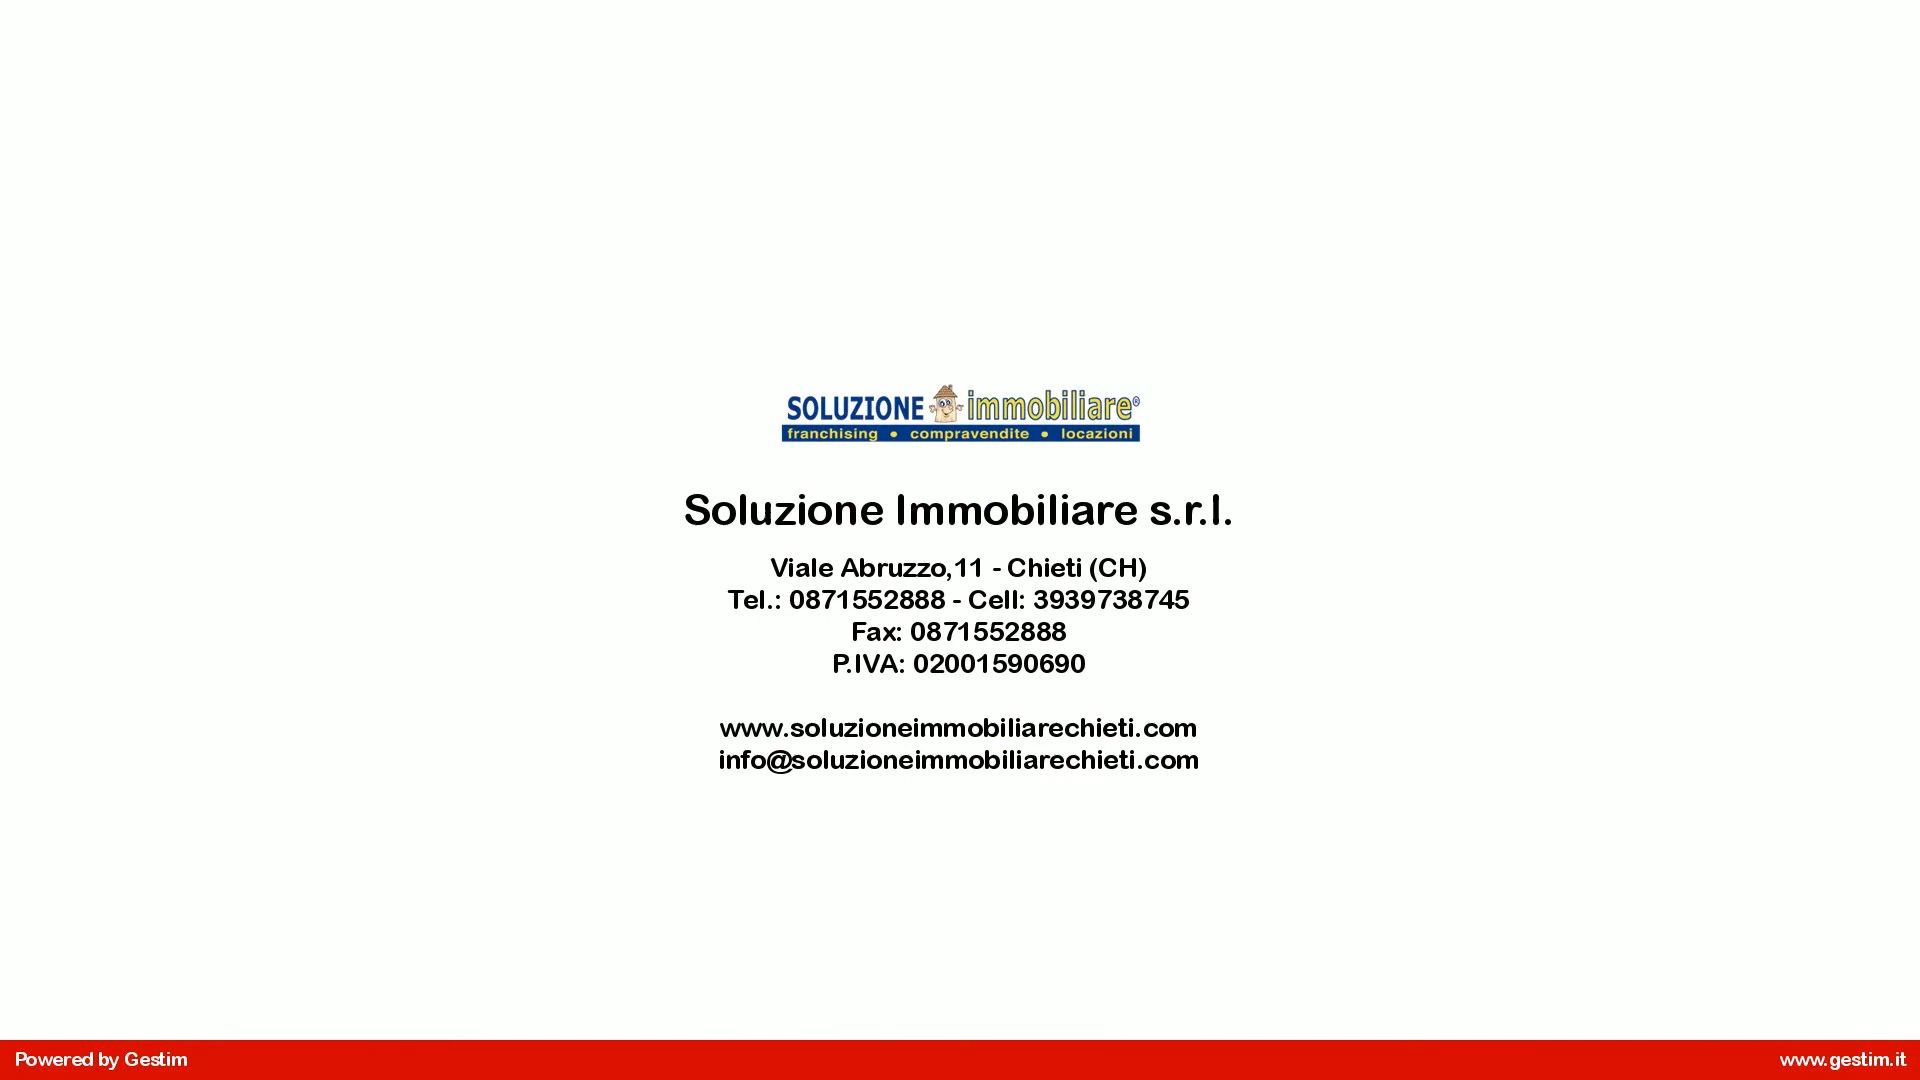 SOLUZIONE immobiliare®
franchising • compravendite • locazioni
Soluzione Immobiliare s.r.l.
Viale Abruzzo,11 - Chieti (CH)
Tel.: 0871552888 - Cell: 3939738745
Fax: 0871552888
P.IVA: 02001590690
www.soluzioneimmobiliarechieti.com
info@soluzioneimmobiliarechieti.com
Powered by Gestim
www.gestim.it